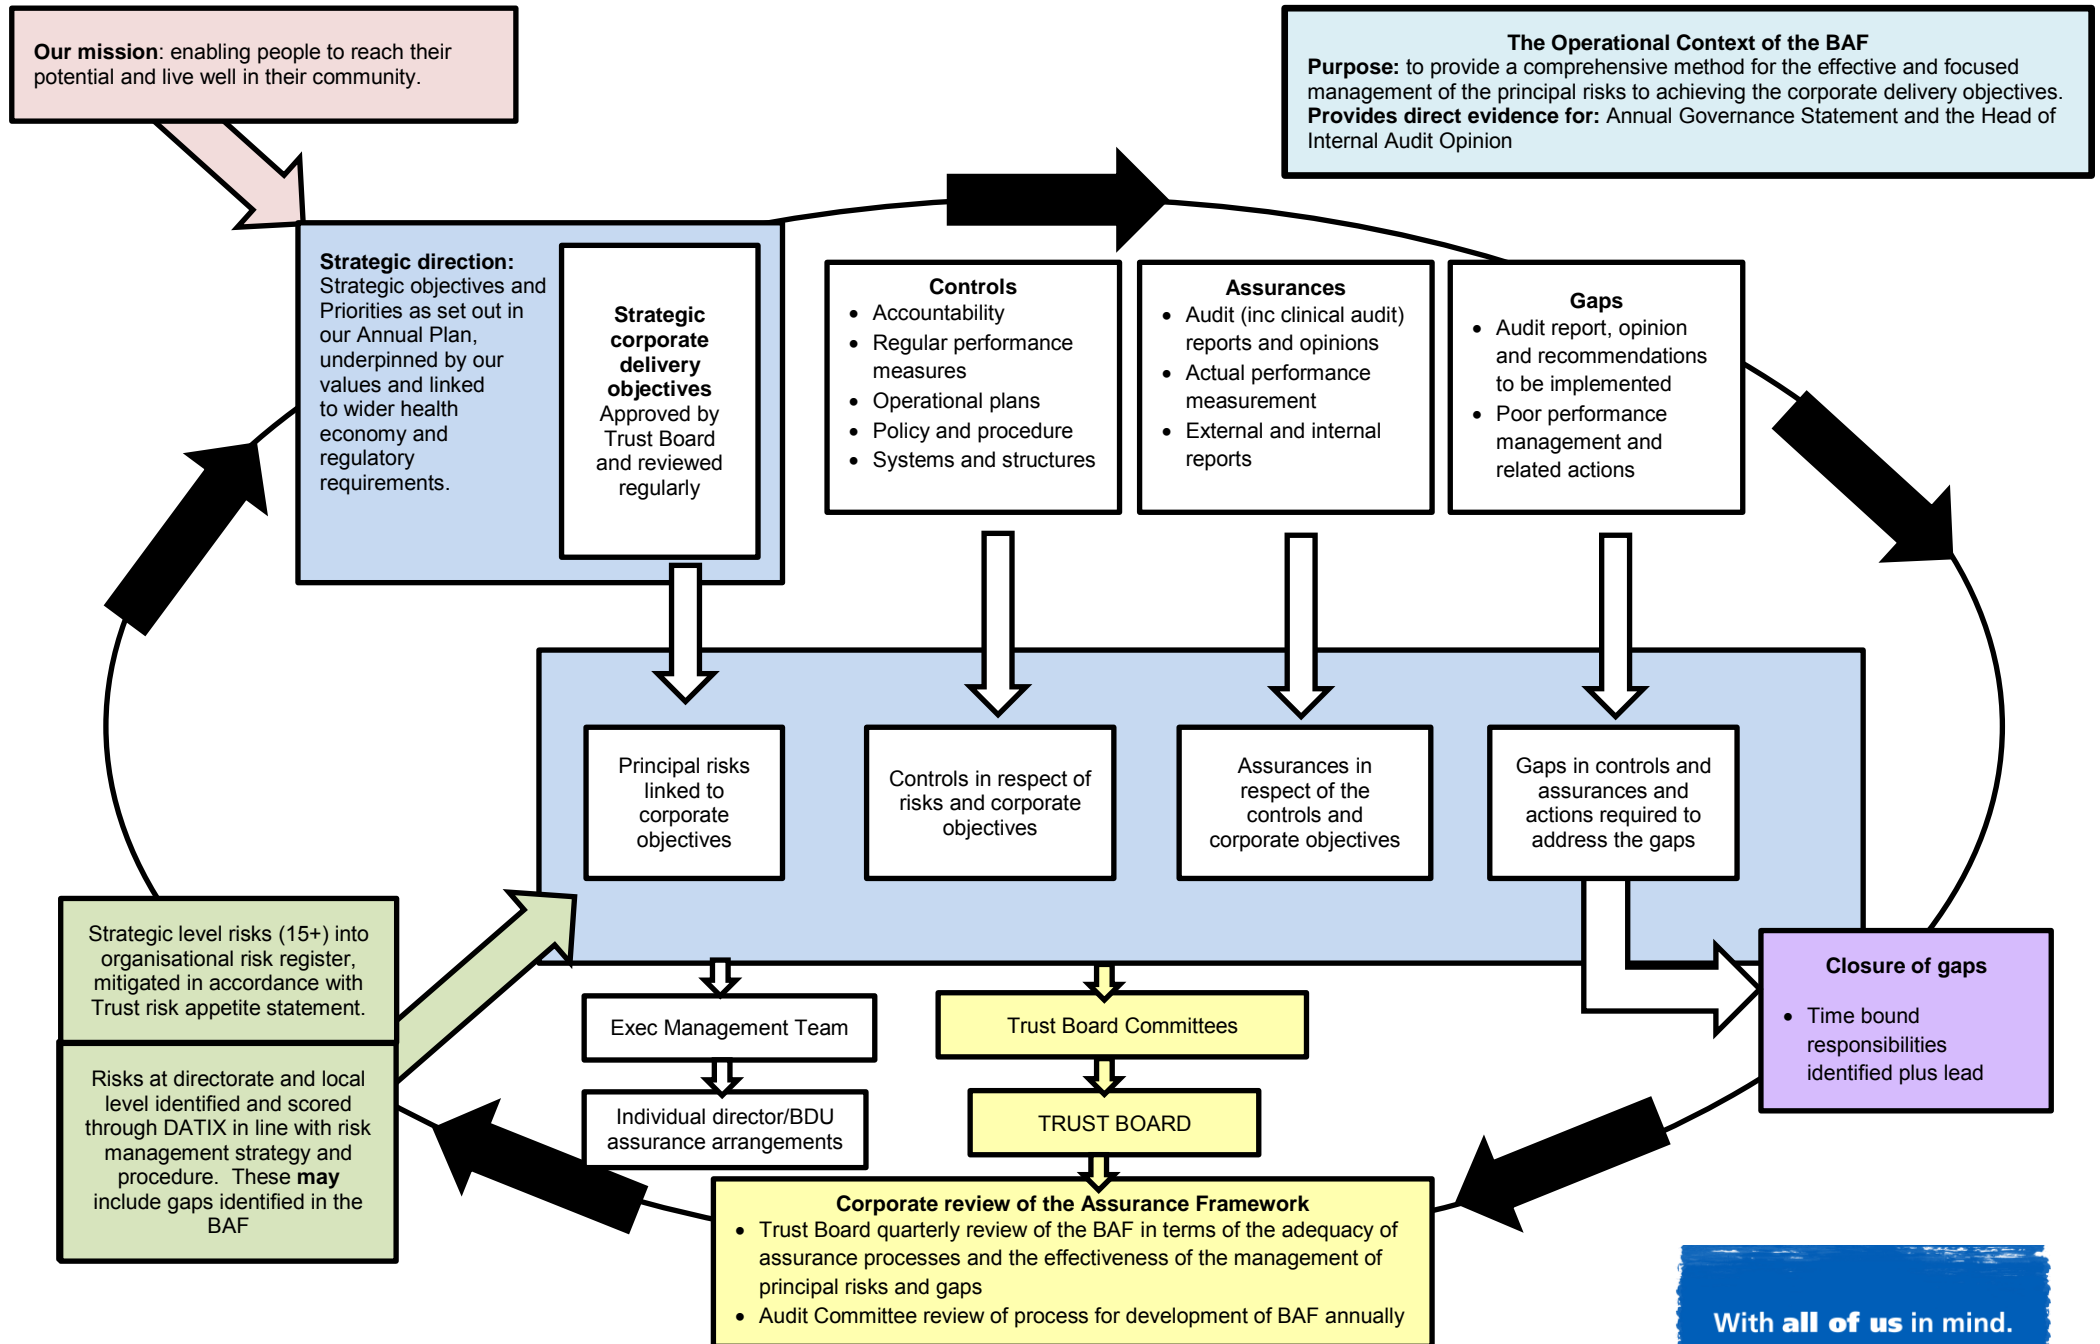 Our mission: enabling people to reach their
potential and live well in their community.
The Operational Context of the BAF
Purpose: to provide a comprehensive method for the effective and focused
management of the principal risks to achieving the corporate delivery objectives.
Provides direct evidence for: Annual Governance Statement and the Head of
Internal Audit Opinion
Strategic direction:
Strategic objectives and
Priorities as set out in
our Annual Plan,
underpinned by our
values and linked
to wider health
economy and
regulatory
requirements.
Strategic
corporate
delivery
objectives
Approved by
Trust Board
and reviewed
regularly
Controls
• Accountability
• Regular performance
measures
• Operational plans
• Policy and procedure
• Systems and structures
Assurances
• Audit (inc clinical audit)
reports and opinions
• Actual performance
measurement
• External and internal
reports
Gaps
• Audit report, opinion
and recommendations
to be implemented
• Poor performance
management and
related actions
Principal risks
linked to
corporate
objectives
Controls in respect of
risks and corporate
objectives
Assurances in
respect of the
controls and
corporate objectives
Gaps in controls and
assurances and
actions required to
address the gaps
Strategic level risks (15+) into
organisational risk register,
mitigated in accordance with
Trust risk appetite statement.
Risks at directorate and local
level identified and scored
through DATIX in line with risk
management strategy and
procedure. These may
include gaps identified in the
BAF
Exec Management Team
Individual director/BDU
assurance arrangements
Trust Board Committees
TRUST BOARD
Closure of gaps
• Time bound
responsibilities
identified plus lead
Corporate review of the Assurance Framework
• Trust Board quarterly review of the BAF in terms of the adequacy of
assurance processes and the effectiveness of the management of
principal risks and gaps
• Audit Committee review of process for development of BAF annually
With all of us in mind.